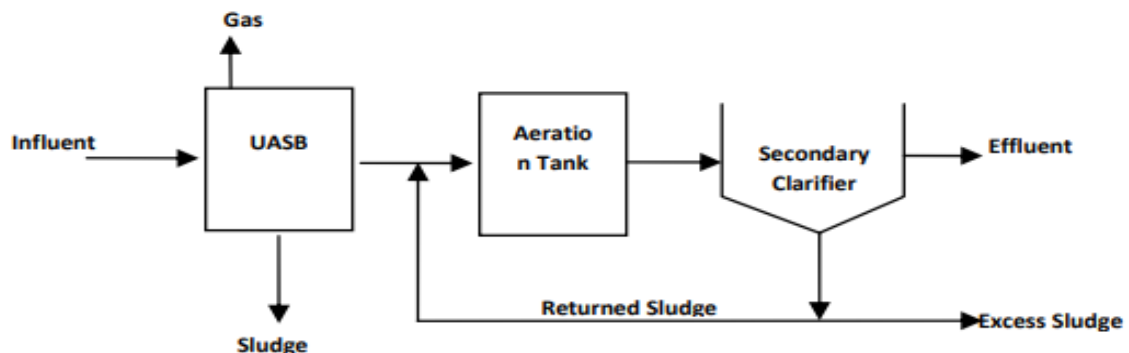 Gas
Influent
UASB
Aeratio
n Tank
Secondary
Clarifier
Effluent
Returned Sludge
Excess Sludge
Sludge